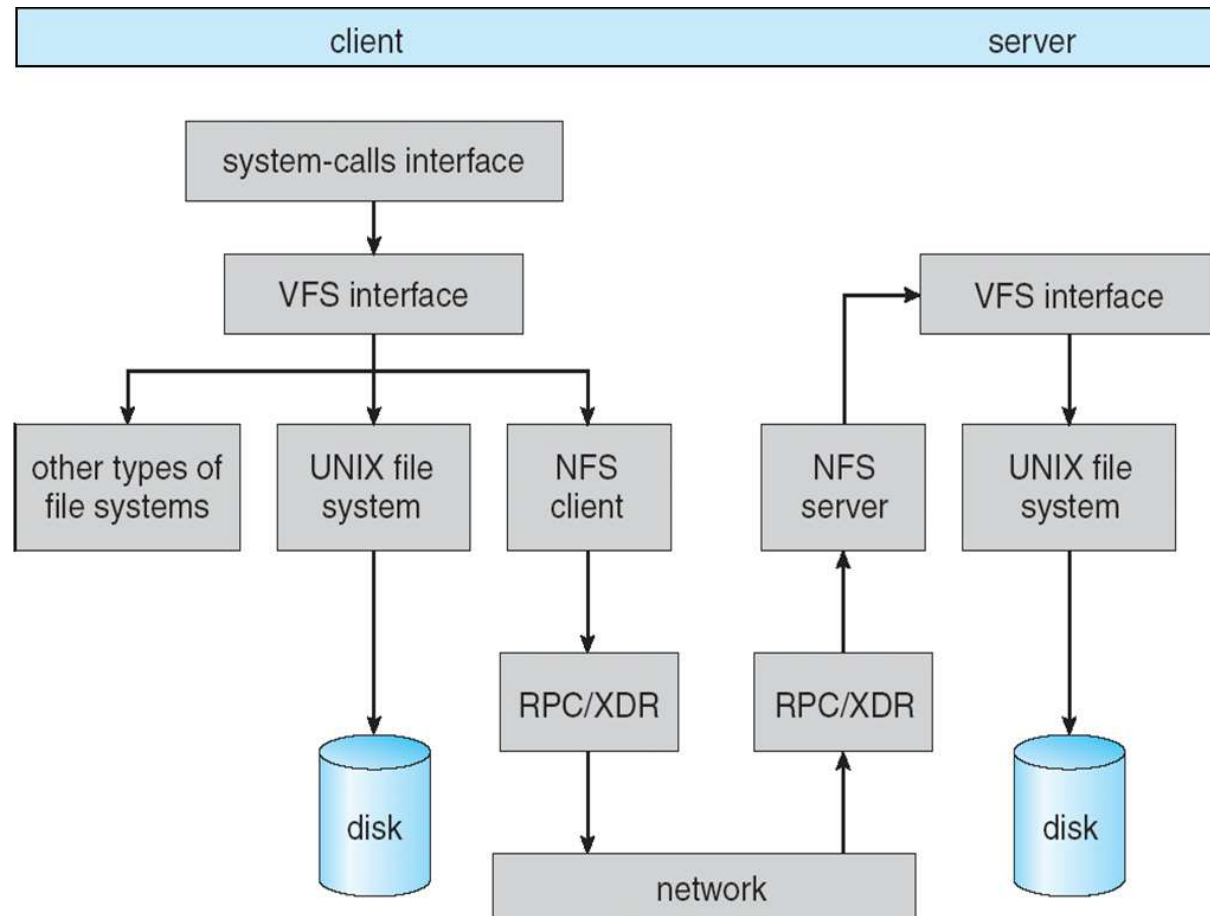 client
server
system-calls interface
VFS interface
VFS interface
other types of
file systems
UNIX file
system
NFS
client
NFS
server
UNIX file
system
RPC/XDR
RPC/XDR
disk
disk
network